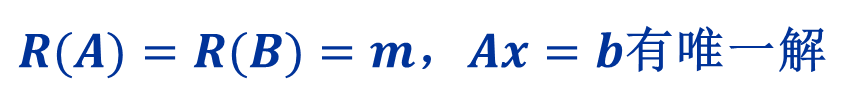 R(A) = R(B) = m，Ax = b有唯一解